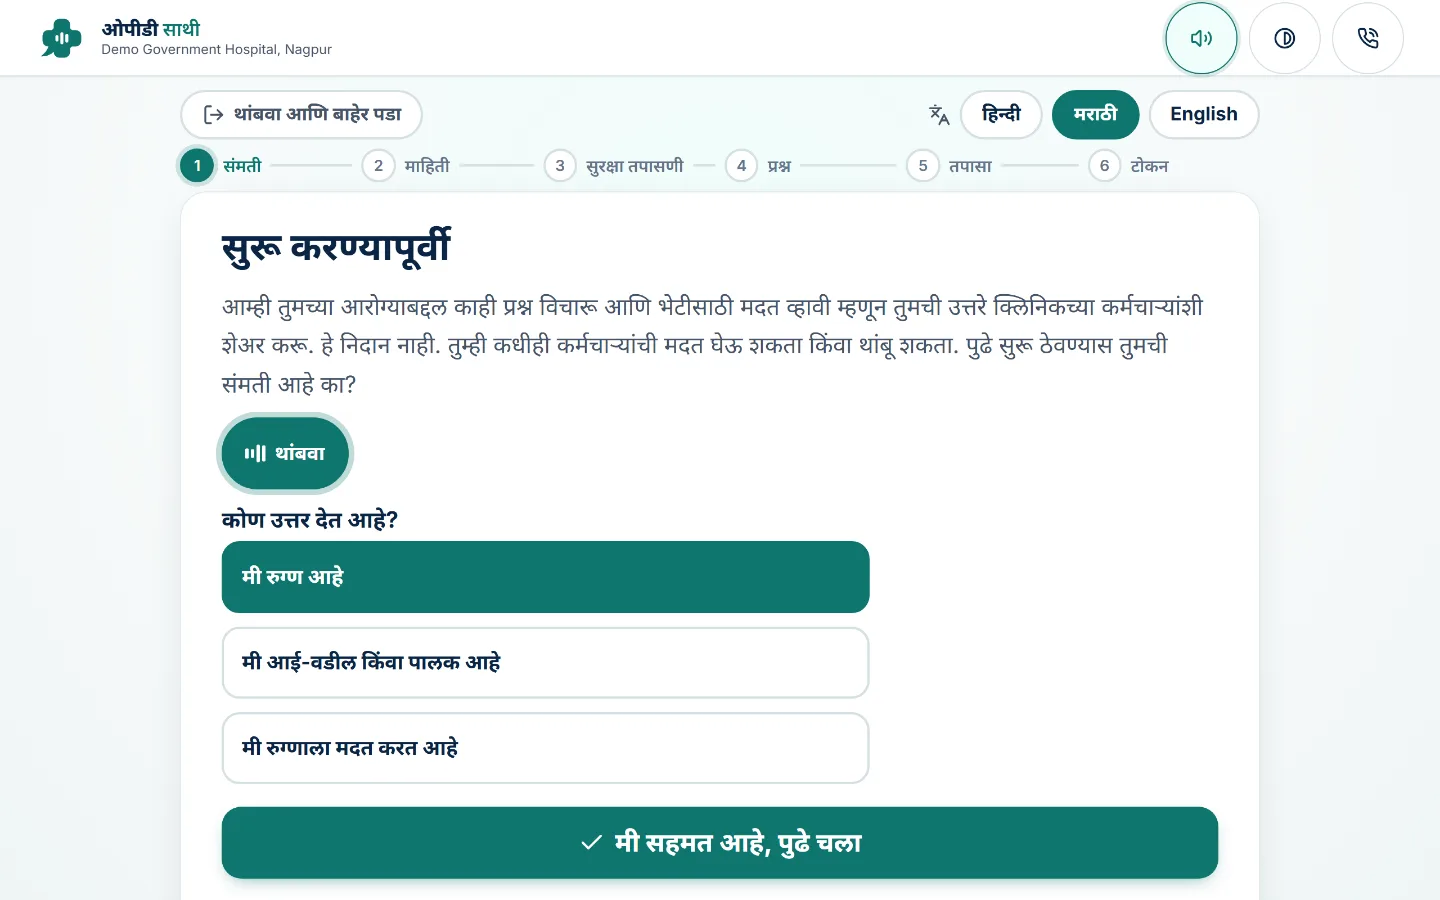 ओपीडी साथी
Demo Government Hospital, Nagpur
थांबवा आणि बाहेर पडा
हिन्दी
मराठी
English
1 संमती
2 माहिती
3 सुरक्षा तपासणी
4 प्रश्न
5 तपासा
6 टोकन
सुरू करण्यापूर्वी
आम्ही तुमच्या आरोग्याबद्दल काही प्रश्न विचारू आणि भेटीसाठी मदत व्हावी म्हणून तुमची उत्तरे क्लिनिकच्या कर्मचाऱ्यांशी
शेअर करू. हे निदान नाही. तुम्ही कधीही कर्मचाऱ्यांची मदत घेऊ शकता किंवा थांबू शकता. पुढे सुरू ठेवण्यास तुमची
संमती आहे का?
थांबवा
कोण उत्तर देत आहे?
मी रुग्ण आहे
मी आई-वडील किंवा पालक आहे
मी रुग्णाला मदत करत आहे
मी सहमत आहे, पुढे चला